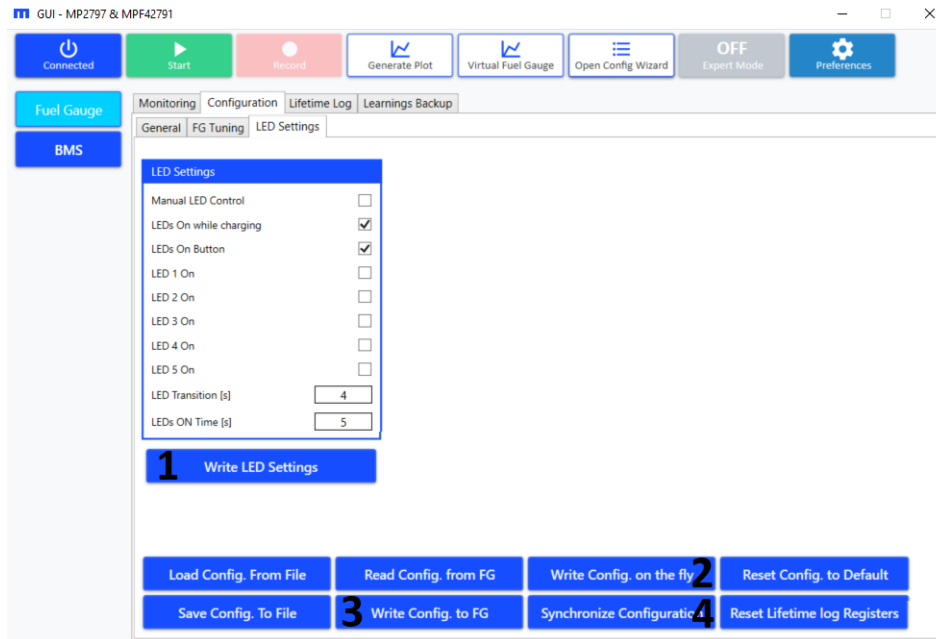 GUI - MP2797 & MPF42791
Connected
Start
Record
Generate Plot
Virtual Fuel Gauge
Open Config Wizard
OFF
Expert Mode
Preferences
Fuel Gauge
BMS
Monitoring Configuration Lifetime Log Learnings Backup
General FG Tuning LED Settings
LED Settings
Manual LED Control
LEDs On while charging
LEDs On Button
LED 1 On
LED 2 On
LED 3 On
LED 4 On
LED 5 On
LED Transition [s] 4
LEDs ON Time [s] 5
1 Write LED Settings
Load Config. From File Read Config. from FG Write Config. on the fly 2 Reset Config. to Default
Save Config. To File 3 Write Config. to FG Synchronize Configuration 4 Reset Lifetime log Registers